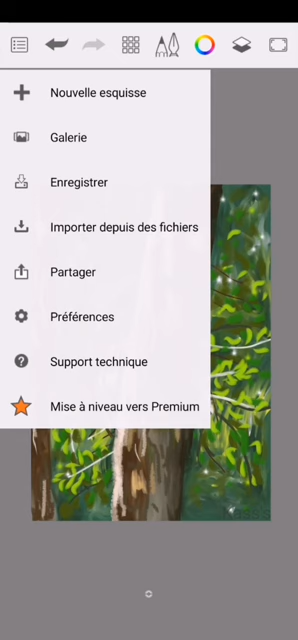 Nouvelle esquisse
Galerie
Enregistrer
Importer depuis des fichiers
Partager
Préférences
Support technique
Mise à niveau vers Premium